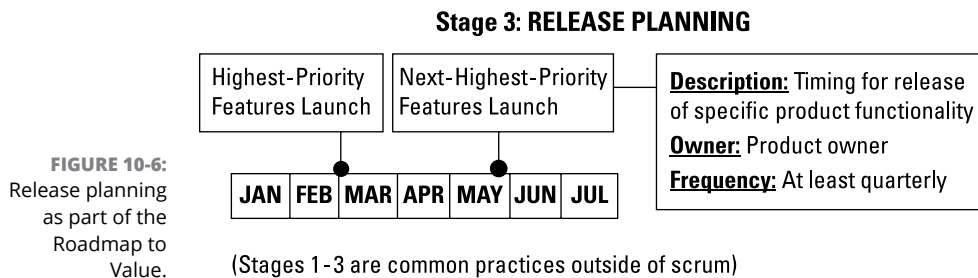 Stage 3: RELEASE PLANNING
Highest-Priority
Features Launch
Next-Highest-Priority
Features Launch
Description: Timing for release
of specific product functionality
Owner: Product owner
Frequency: At least quarterly
JAN FEB MAR APR MAY JUN JUL
(Stages 1-3 are common practices outside of scrum)
FIGURE 10-6:
Release planning
as part of the
Roadmap to
Value.